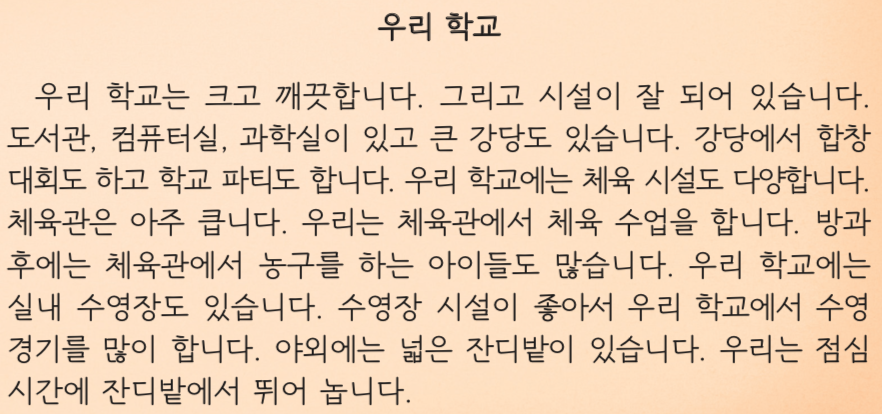 우리 학교
우리 학교는 크고 깨끗합니다. 그리고 시설이 잘 되어 있습니다.
도서관, 컴퓨터실, 과학실이 있고 큰 강당도 있습니다. 강당에서 합창
대회도 하고 학교 파티도 합니다. 우리 학교에는 체육 시설도 다양합니다.
체육관은 아주 큽니다. 우리는 체육관에서 체육 수업을 합니다. 방과
후에는 체육관에서 농구를 하는 아이들도 많습니다. 우리 학교에는
실내 수영장도 있습니다. 수영장 시설이 좋아서 우리 학교에서 수영
경기를 많이 합니다. 야외에는 넓은 잔디밭이 있습니다. 우리는 점심
시간에 잔디밭에서 뛰어 놉니다.